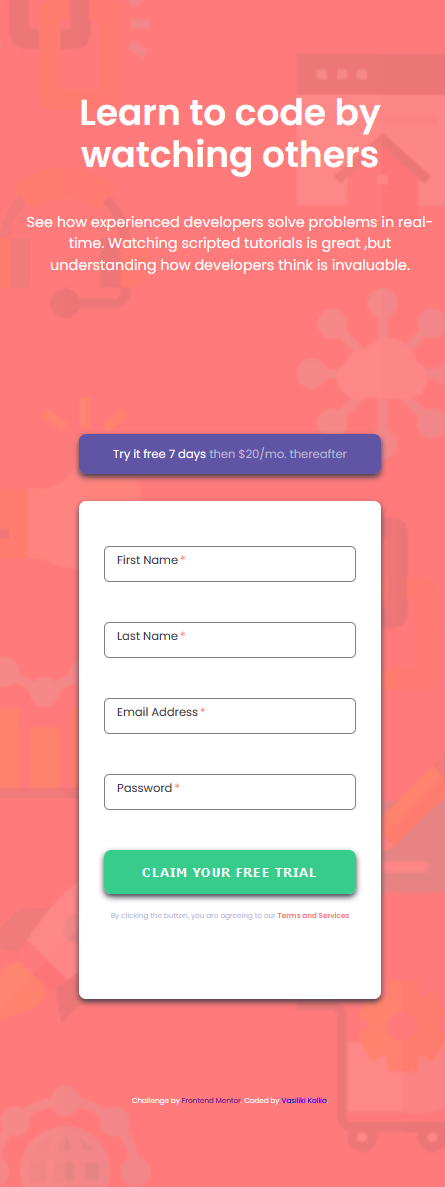 Learn to code by
watching others
See how experienced developers solve problems in real-
time. Watching scripted tutorials is great ,but
understanding how developers think is invaluable.
Try it free 7 days then $20/mo. thereafter
First Name *
Last Name *
Email Address *
Password *
CLAIM YOUR FREE TRIAL
By clicking the button, you are agreeing to our Terms and Services
Challenge by Frontend Mentor. Coded by Vasiliki Kollia.